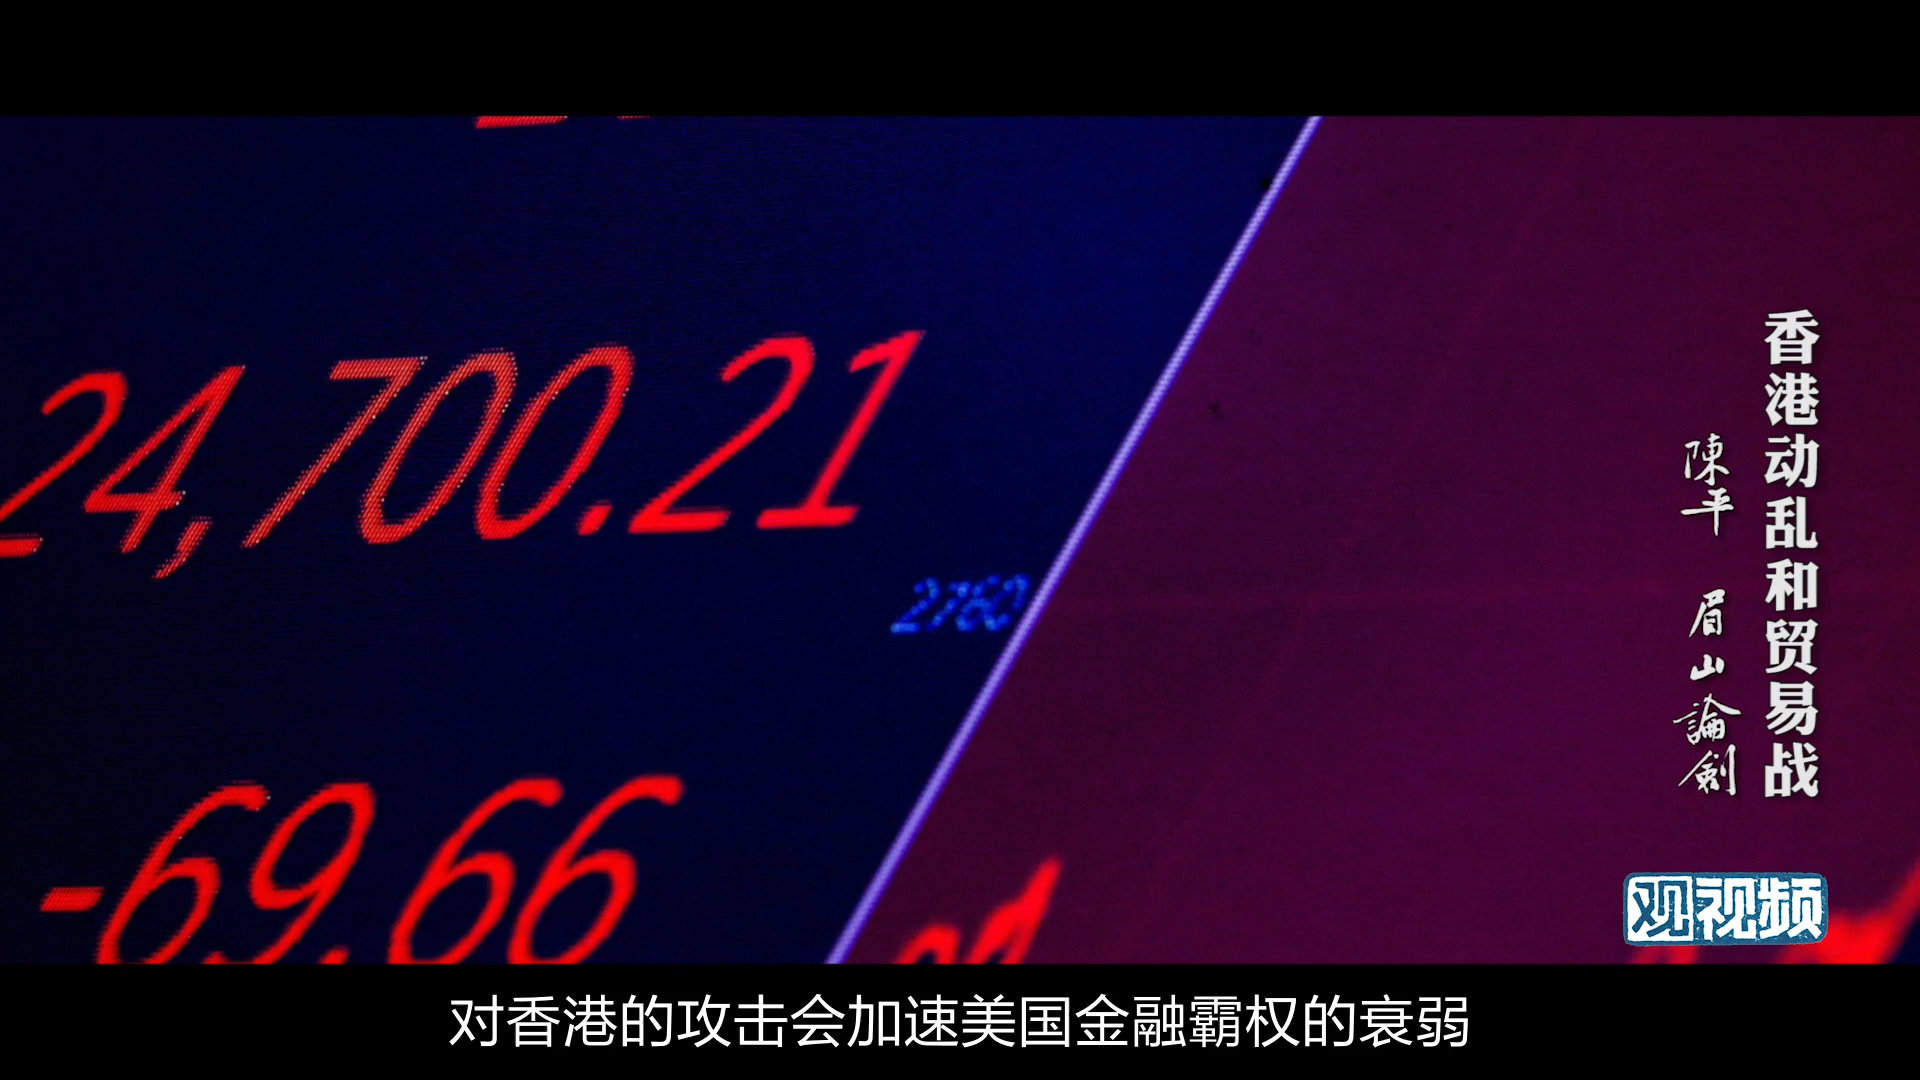 24,700.21
2760
-69.66
香港动乱和贸易战
陳平 眉山論劍
观视频
对香港的攻击会加速美国金融霸权的衰弱